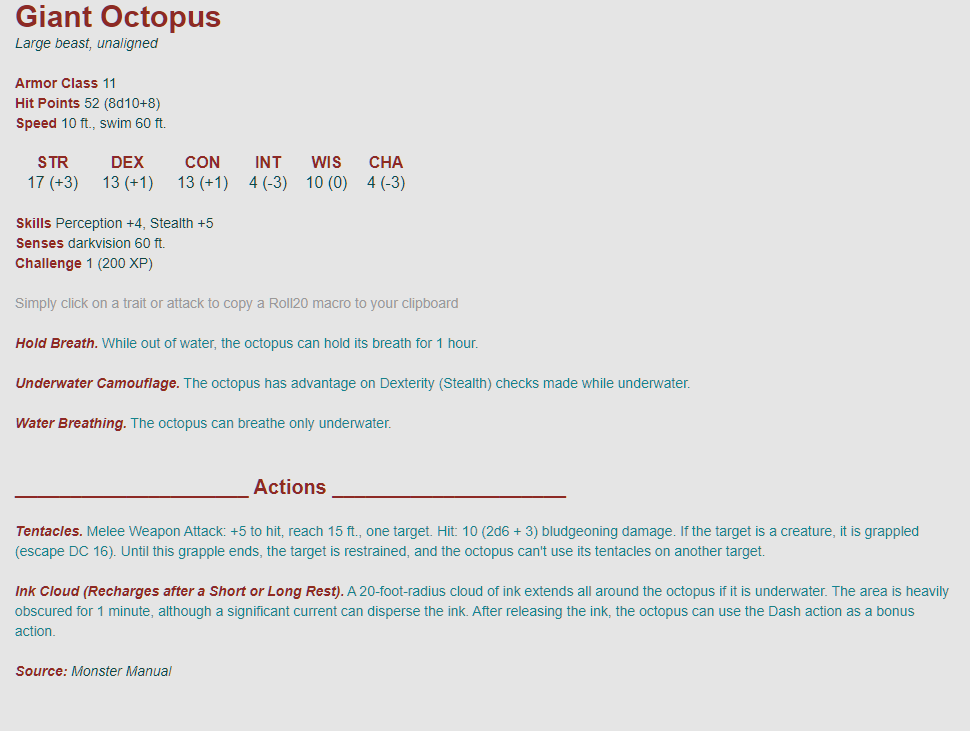 Giant Octopus
Large beast, unaligned
Armor Class 11
Hit Points 52 (8d10+8)
Speed 10 ft., swim 60 ft.
STR DEX CON INT WIS CHA
17 (+3) 13 (+1) 13 (+1) 4 (-3) 10 (0) 4 (-3)
Skills Perception +4, Stealth +5
Senses darkvision 60 ft.
Challenge 1 (200 XP)
Simply click on a trait or attack to copy a Roll20 macro to your clipboard
Hold Breath. While out of water, the octopus can hold its breath for 1 hour.
Underwater Camouflage. The octopus has advantage on Dexterity (Stealth) checks made while underwater.
Water Breathing. The octopus can breathe only underwater.
Actions
Tentacles. Melee Weapon Attack: +5 to hit, reach 15 ft., one target. Hit: 10 (2d6 + 3) bludgeoning damage. If the target is a creature, it is grappled
(escape DC 16). Until this grapple ends, the target is restrained, and the octopus can't use its tentacles on another target.
Ink Cloud (Recharges after a Short or Long Rest). A 20-foot-radius cloud of ink extends all around the octopus if it is underwater. The area is heavily
obscured for 1 minute, although a significant current can disperse the ink. After releasing the ink, the octopus can use the Dash action as a bonus
action.
Source: Monster Manual